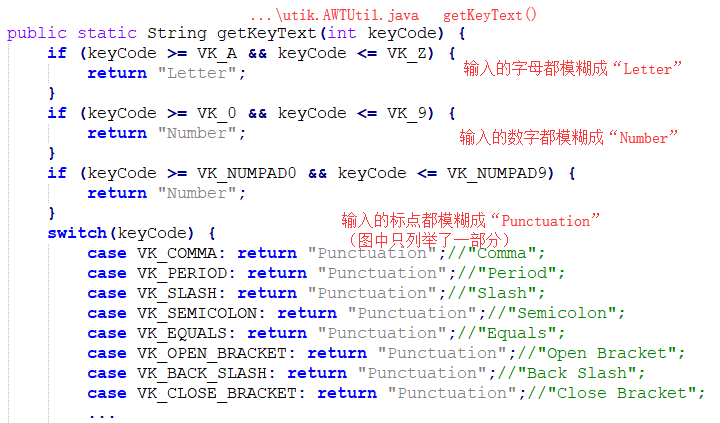 ...\utik.AWTUtil.java   getKeyText()
public static String getKeyText(int keyCode) {
    if (keyCode >= VK_A && keyCode <= VK_Z) {
        return "Letter";    输入的字母都模糊成“Letter”
    }
    if (keyCode >= VK_0 && keyCode <= VK_9) {
        return "Number";    输入的数字都模糊成“Number”
    }
    if (keyCode >= VK_NUMPAD0 && keyCode <= VK_NUMPAD9) {
        return "Number";
    }    输入的标点都模糊成“Punctuation”
    switch(keyCode) {    （图中只列举了一部分）
        case VK_COMMA: return "Punctuation";//"Comma";
        case VK_PERIOD: return "Punctuation";//"Period";
        case VK_SLASH: return "Punctuation";//"Slash";
        case VK_SEMICOLON: return "Punctuation";//"Semicolon";
        case VK_EQUALS: return "Punctuation";//"Equals";
        case VK_OPEN_BRACKET: return "Punctuation";//"Open Bracket";
        case VK_BACK_SLASH: return "Punctuation";//"Back Slash";
        case VK_CLOSE_BRACKET: return "Punctuation";//"Close Bracket";
        ...